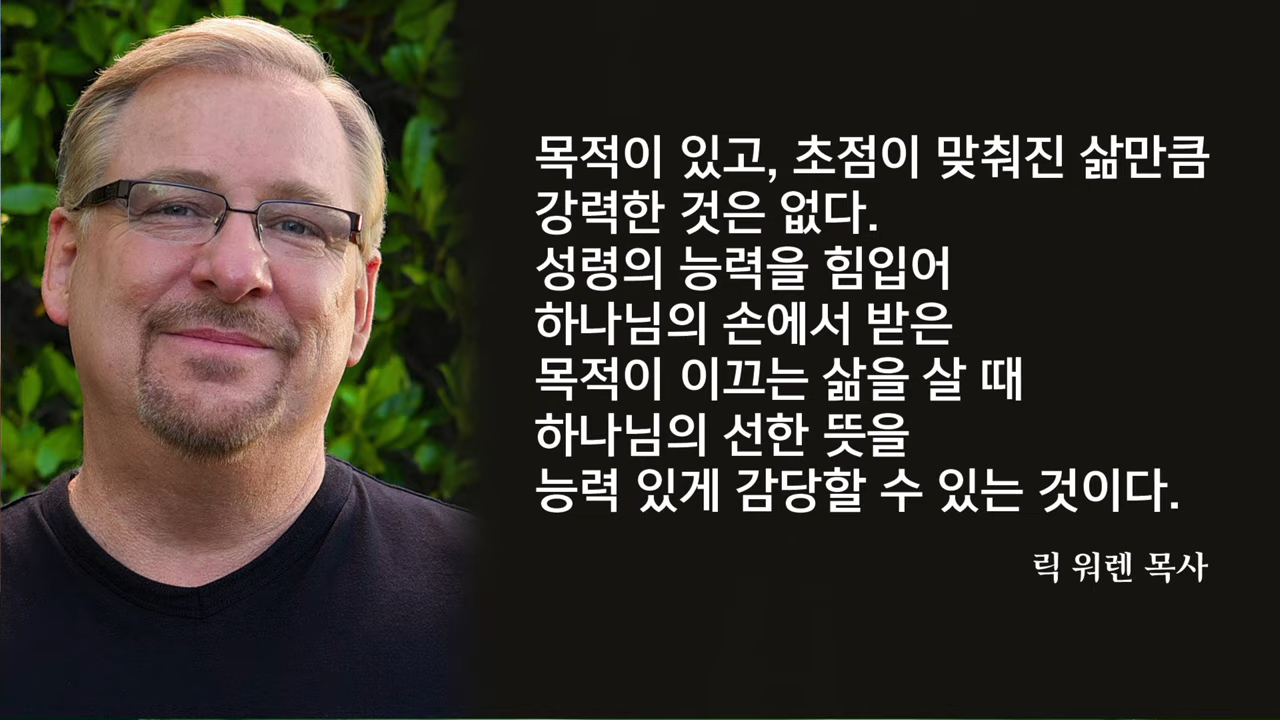 목적이 있고, 초점이 맞춰진 삶만큼
강력한 것은 없다.
성령의 능력을 힘입어
하나님의 손에서 받은
목적이 이끄는 삶을 살 때
하나님의 선한 뜻을
능력 있게 감당할 수 있는 것이다.
릭 워렌 목사